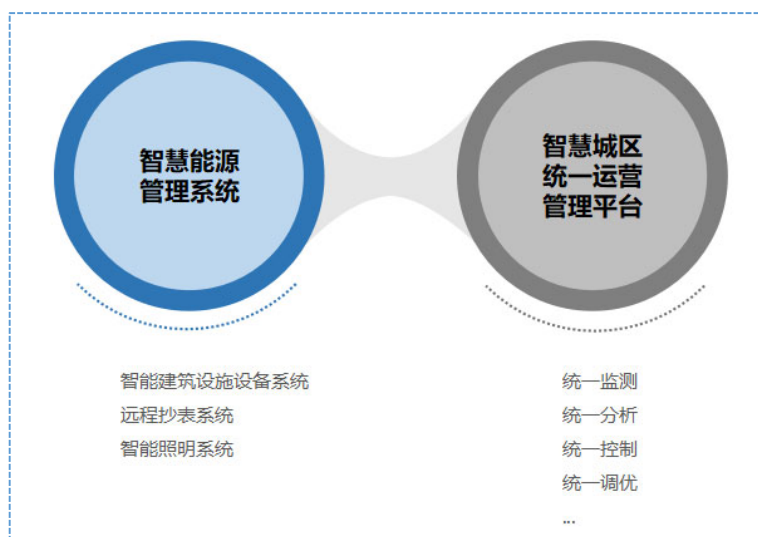 智慧能源
管理系统
智慧城区
统一运营
管理平台
智能建筑设施设备系统
远程抄表系统
智能照明系统
统一监测
统一分析
统一控制
统一调优
...